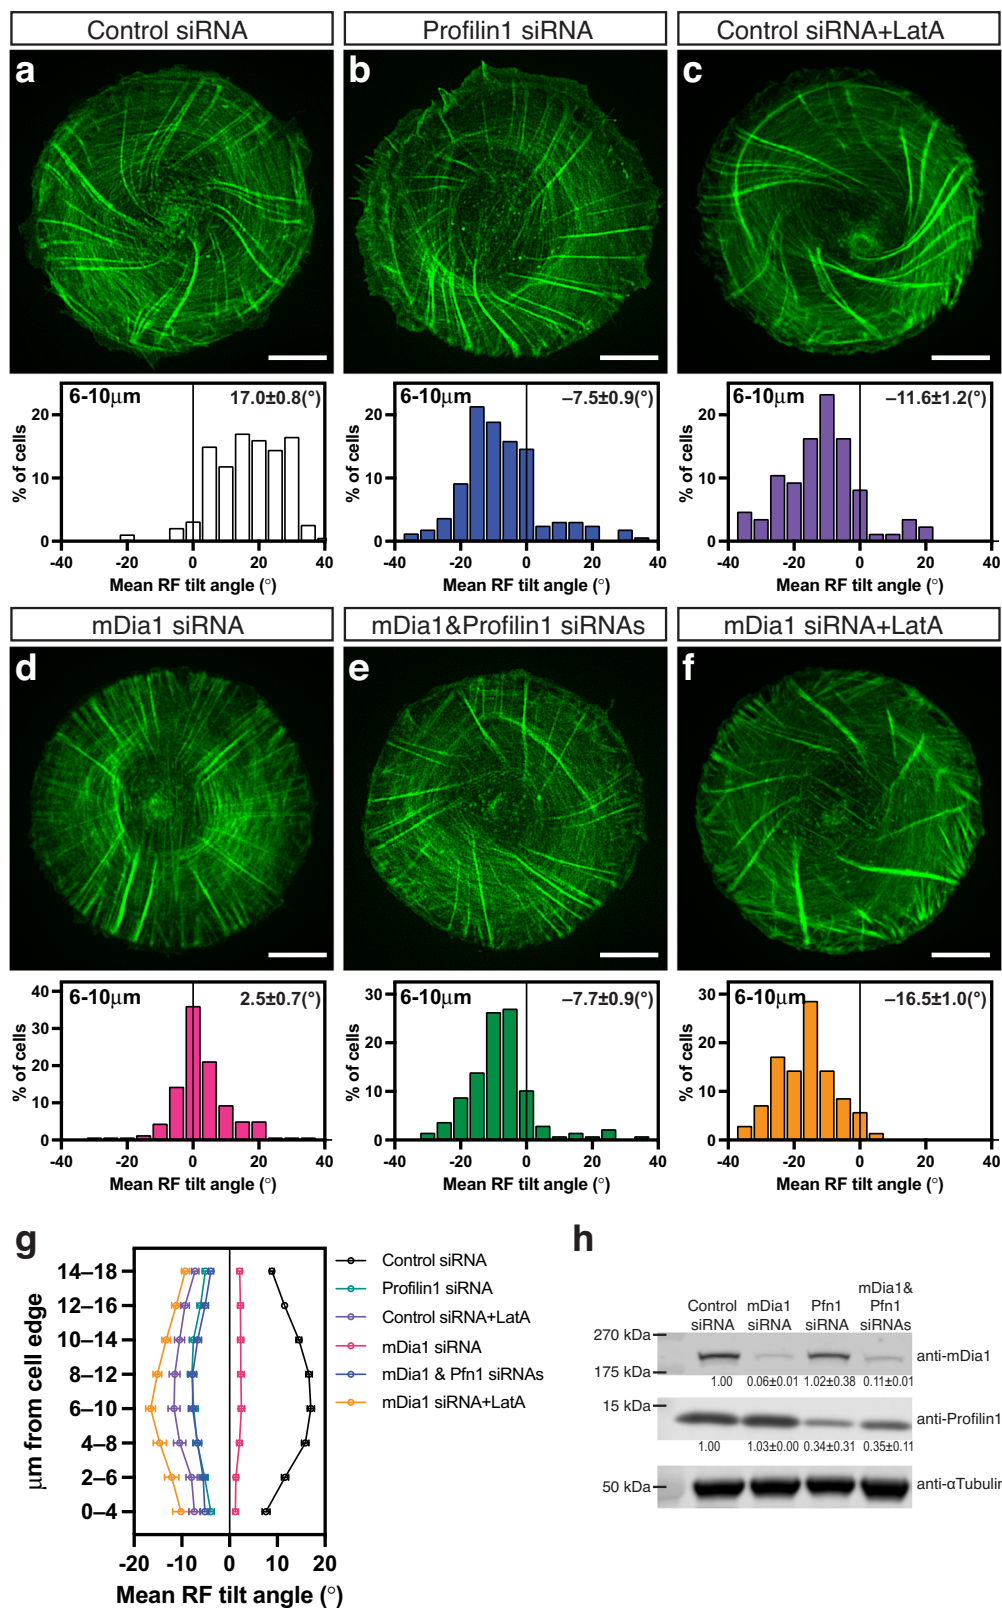 Control siRNA
Profilin1 siRNA
Control siRNA+LatA
a
b
c
6-10μm
17.0±0.8(°)
20
10
0
% of cells
-40 -20 0 20 40
Mean RF tilt angle (°)
6-10μm
–7.5±0.9(°)
20
10
0
% of cells
-40 -20 0 20 40
Mean RF tilt angle (°)
6-10μm
–11.6±1.2(°)
20
10
0
% of cells
-40 -20 0 20 40
Mean RF tilt angle (°)
mDia1 siRNA
mDia1&Profilin1 siRNAs
mDia1 siRNA+LatA
d
e
f
6-10μm
2.5±0.7(°)
40
30
20
10
0
% of cells
-40 -20 0 20 40
Mean RF tilt angle (°)
6-10μm
–7.7±0.9(°)
30
20
10
0
% of cells
-40 -20 0 20 40
Mean RF tilt angle (°)
6-10μm
–16.5±1.0(°)
30
20
10
0
% of cells
-40 -20 0 20 40
Mean RF tilt angle (°)
g
μm from cell edge
14–18
12–16
10–14
8–12
6–10
4–8
2–6
0–4
-20 -10 0 10 20
Mean RF tilt angle (°)
Control siRNA
Profilin1 siRNA
Control siRNA+LatA
mDia1 siRNA
mDia1 & Pfn1 siRNAs
mDia1 siRNA+LatA
h
Control siRNA
mDia1 siRNA
Pfn1 siRNA
mDia1& Pfn1 siRNAs
270 kDa
175 kDa
anti-mDia1
1.00 0.06±0.01 1.02±0.38 0.11±0.01
15 kDa
anti-Profilin1
1.00 1.03±0.00 0.34±0.31 0.35±0.11
50 kDa
anti-αTubulin